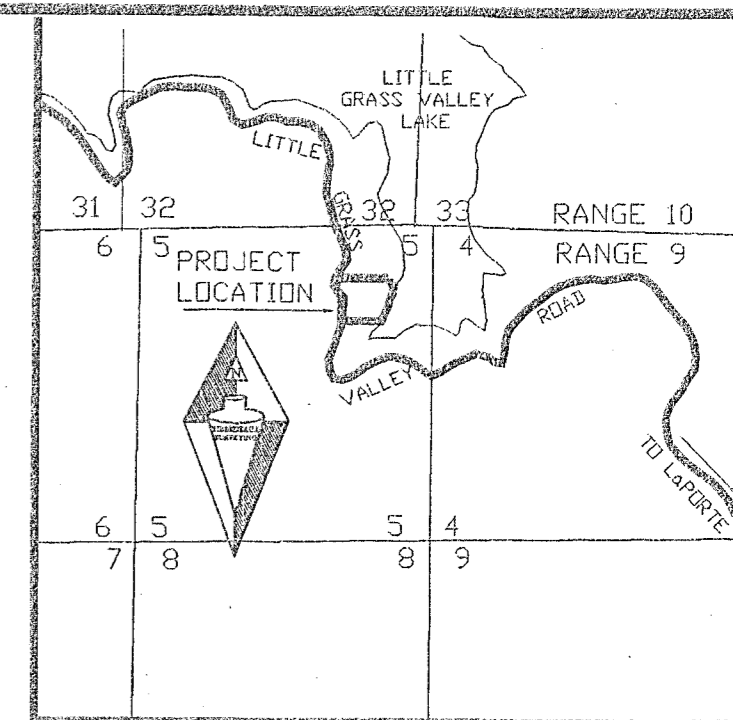 LITTLE
GRASS VALLEY
LAKE
LITTLE
GRASS
31 32
32 33
RANGE 10
6 5
5 4
RANGE 9
PROJECT
LOCATION
ROAD
VALLEY
N
TO LaPORTE
6 5
5 4
7 8
8 9